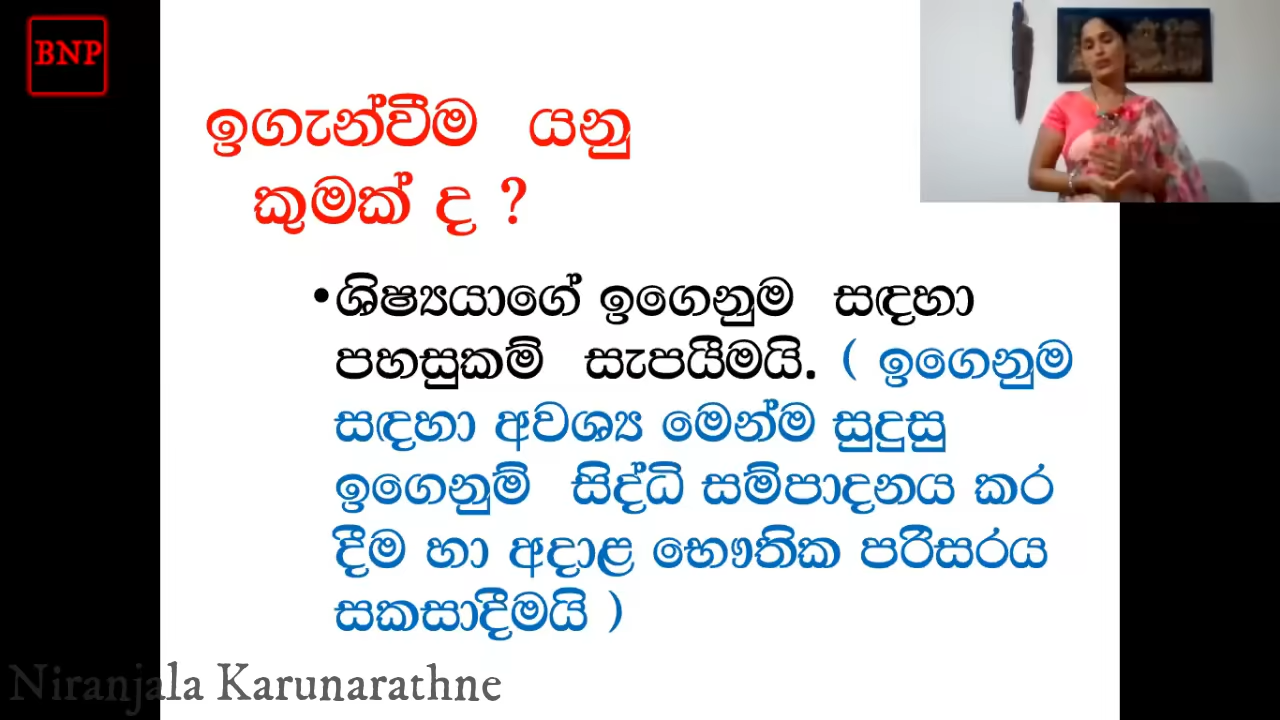 BNP
ඉගැන්වීම යනු
කුමක් ද ?
•ශිෂ්‍යයාගේ ඉගෙනුම සඳහා
පහසුකම් සැපයීමයි. ( ඉගෙනුම
සඳහා අවශ්‍ය මෙන්ම සුදුසු
ඉගෙනුම් සිද්ධි සම්පාදනය කර
දීම හා අදාළ භෞතික පරිසරය
සකසාදීමයි )
Niranjala Karunarathne